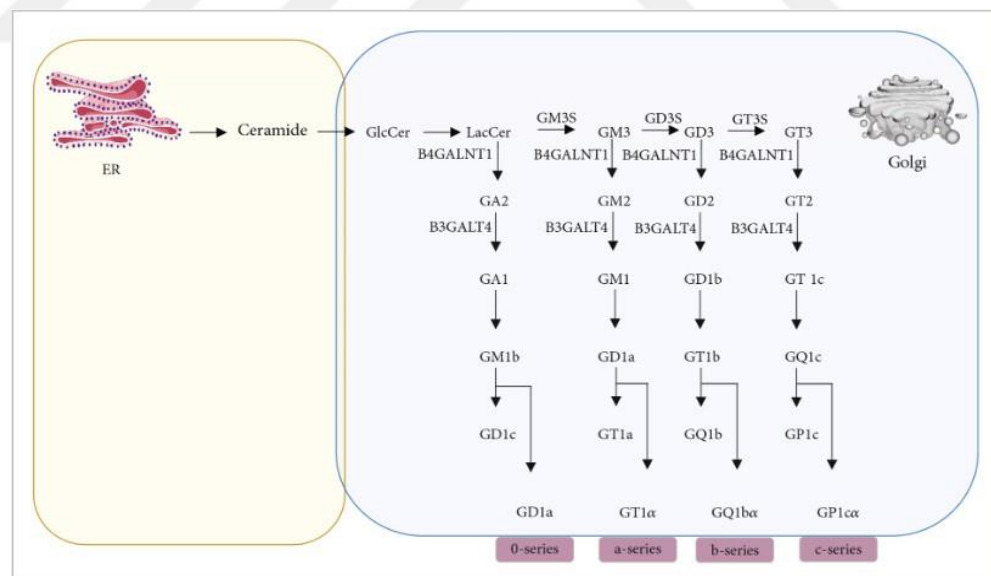 GM3S GD3S GT3S
ER Ceramide GlcCer LacCer GM3 GD3 GT3 Golgi
B4GALNT1 B4GALNT1 B4GALNT1 B4GALNT1
GA2 GM2 GD2 GT2
B3GALT4 B3GALT4 B3GALT4 B3GALT4
GA1 GM1 GD1b GT 1c
GM1b GD1a GT1b GQ1c
GD1c GT1a GQ1b GP1c
GD1a GT1α GQ1bα GP1cα
0-series a-series b-series c-series